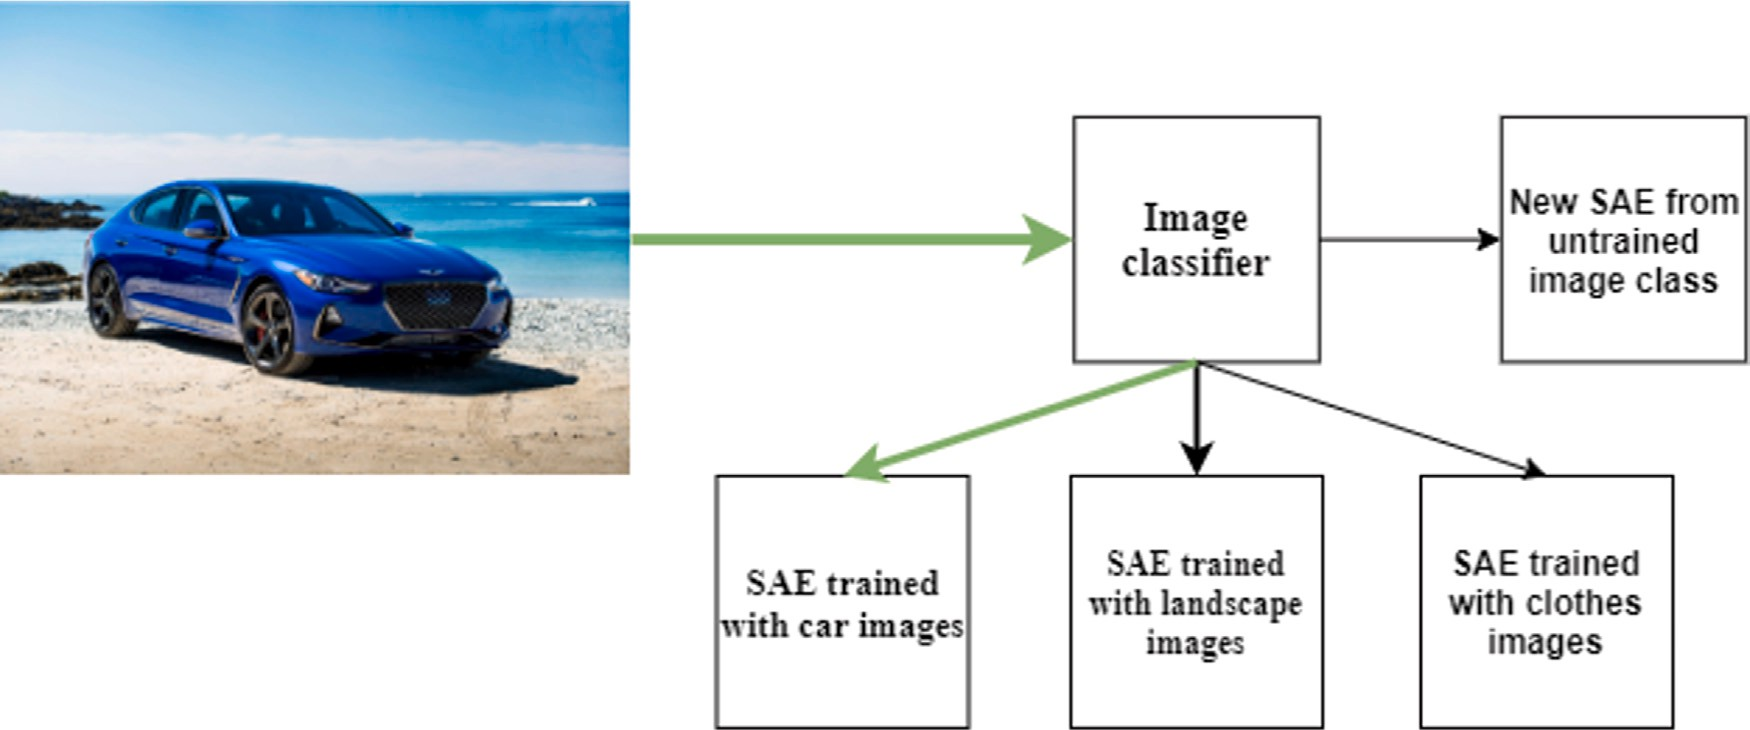 Image
classifier
New SAE from
untrained
image class
SAE trained
with car images
SAE trained
with landscape
images
SAE trained
with clothes
images